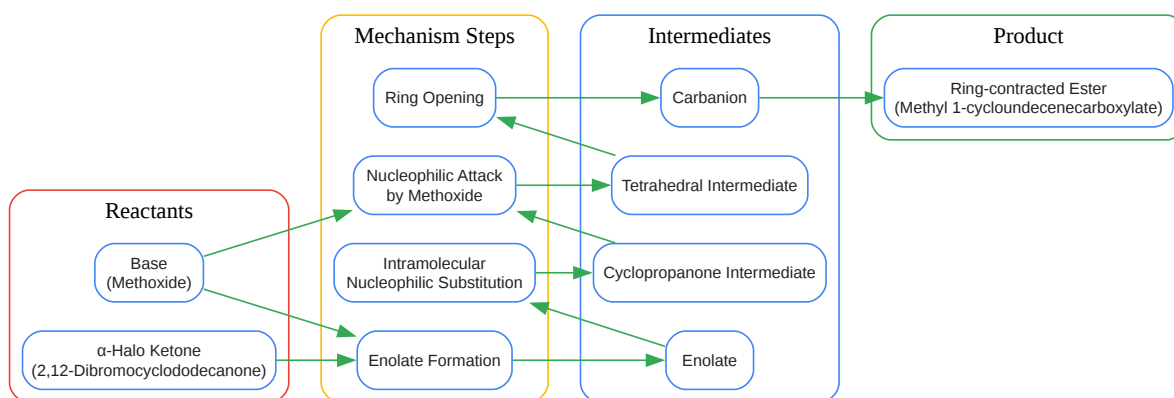 Reactants
Base
(Methoxide)
α-Halo Ketone
(2,12-Dibromocyclododecanone)
Mechanism Steps
Ring Opening
Nucleophilic Attack
by Methoxide
Intramolecular
Nucleophilic Substitution
Enolate Formation
Intermediates
Carbanion
Tetrahedral Intermediate
Cyclopropanone Intermediate
Enolate
Product
Ring-contracted Ester
(Methyl 1-cycloundecenecarboxylate)